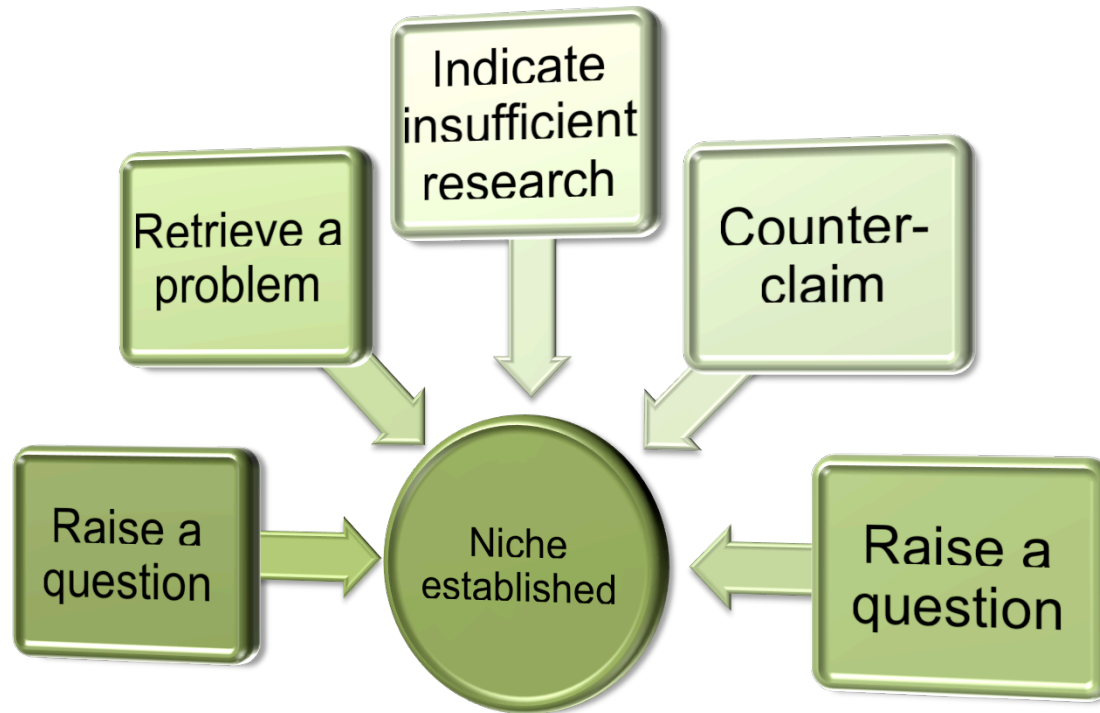 Indicate
insufficient
research
Retrieve a
problem
Counter-
claim
Raise a
question
Niche
established
Raise a
question